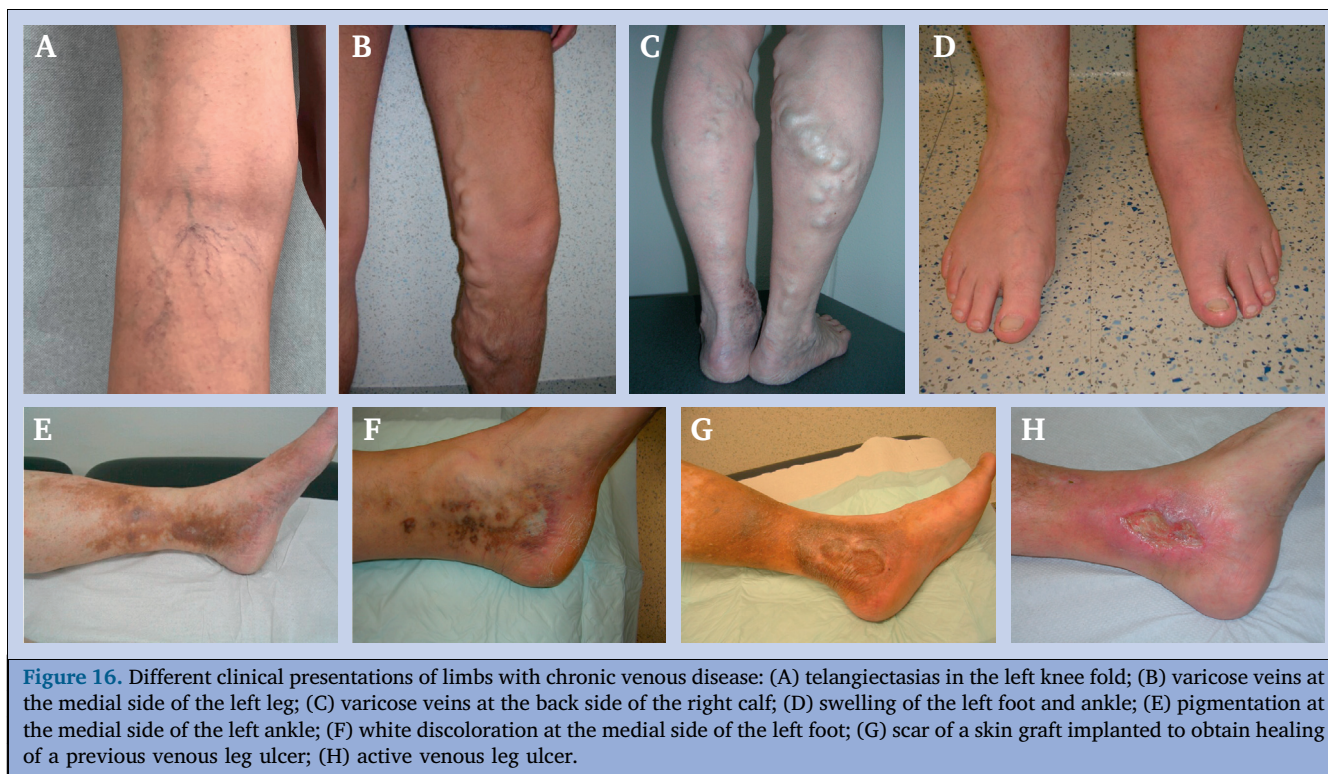 A
B
C
D
E
F
G
H
Figure 16. Different clinical presentations of limbs with chronic venous disease: (A) telangiectasias in the left knee fold; (B) varicose veins at
the medial side of the left leg; (C) varicose veins at the back side of the right calf; (D) swelling of the left foot and ankle; (E) pigmentation at
the medial side of the left ankle; (F) white discoloration at the medial side of the left foot; (G) scar of a skin graft implanted to obtain healing
of a previous venous leg ulcer; (H) active venous leg ulcer.